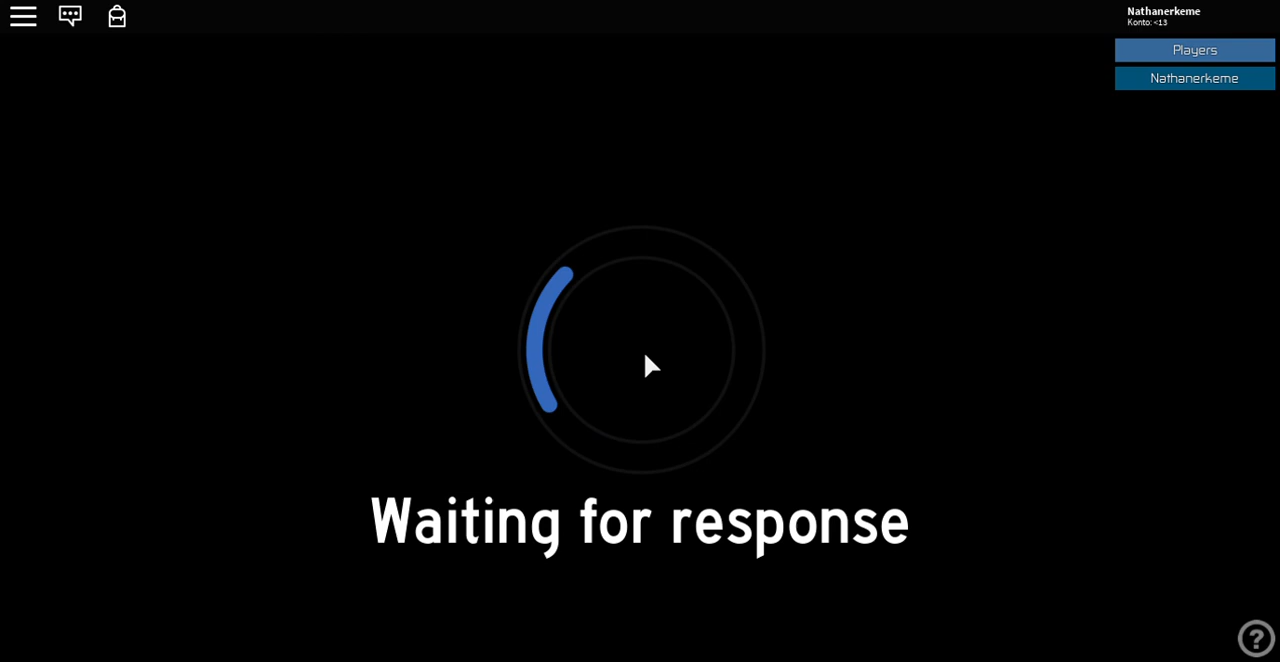 Nathanerkeme
Konto: <13
Players
Nathanerkeme
Waiting for response
?